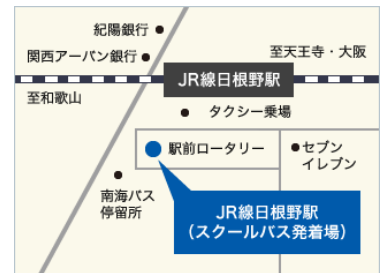 紀陽銀行
関西アーバン銀行
至天王寺・大阪
JR線日根野駅
至和歌山
タクシー乗場
駅前ロータリー
セブン
イレブン
南海バス
停留所
JR線日根野駅
（スクールバス発着場）